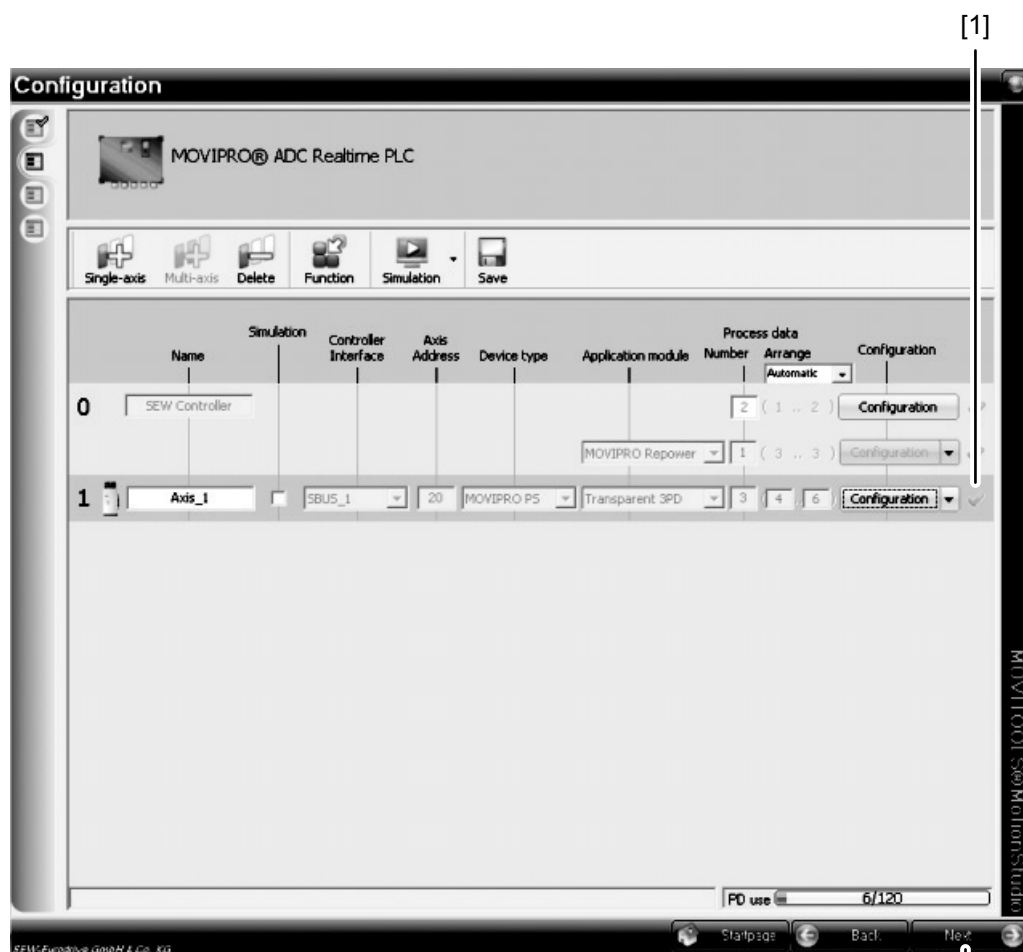 [1]
Configuration
MOVIPRO® ADC Realtime PLC
Single-axis Multi-axis Delete Function Simulation Save
Simulation Process data
Name Controller Interface Axis Address Device type Application module Number Arrange Configuration
Automatic
0 SEW Controller 2 ( 1 .. 2 ) Configuration
MOVIPRO Repower 1 ( 3 .. 3 ) Configuration
1 Axis_1 SBUS_1 20 MOVIPRO PS Transparent 3PD 3 ( 4 .. 6 ) Configuration
MOVITOOLS®MotionStudio
PD use 6/120
Startpage Back Next
SEW-Eurodrive GmbH & Co. KG